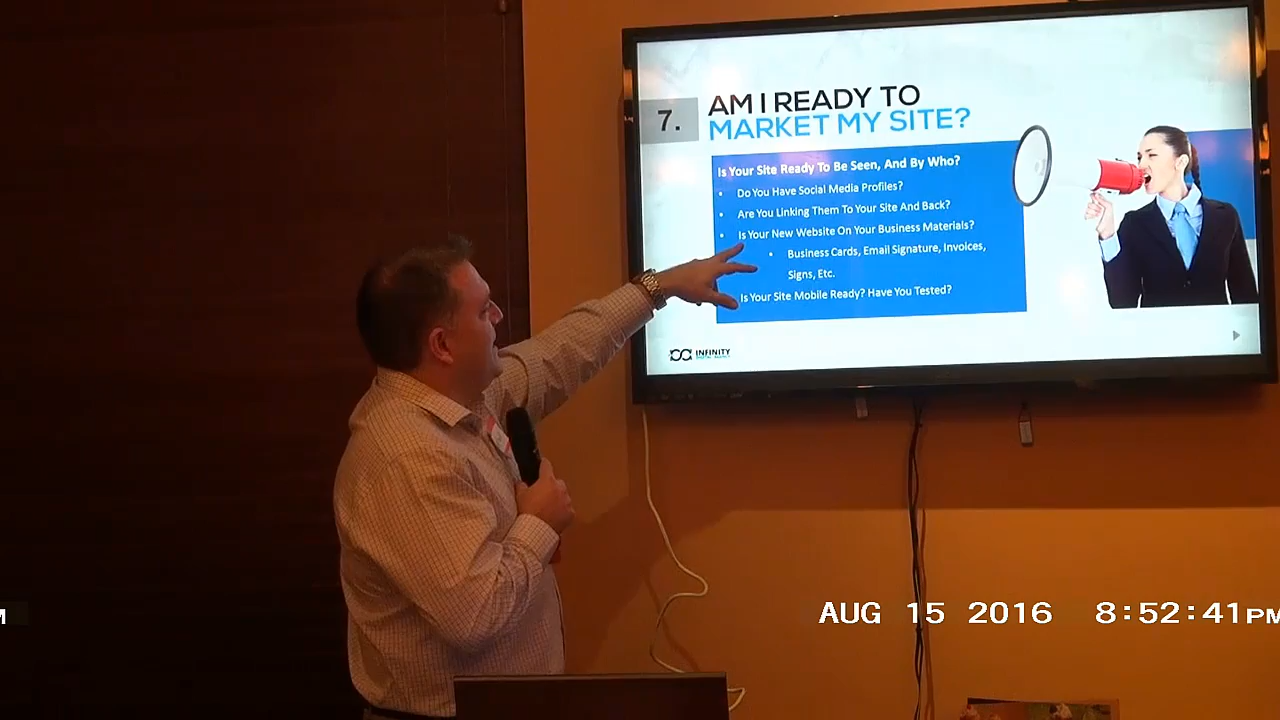 7.
AM I READY TO
MARKET MY SITE?
Is Your Site Ready To Be Seen, And By Who?
• Do You Have Social Media Profiles?
• Are You Linking Them To Your Site And Back?
• Is Your New Website On Your Business Materials?
• Business Cards, Email Signature, Invoices,
Signs, Etc.
Is Your Site Mobile Ready? Have You Tested?
INFINITY
M
AUG 15 2016 8:52:41PM